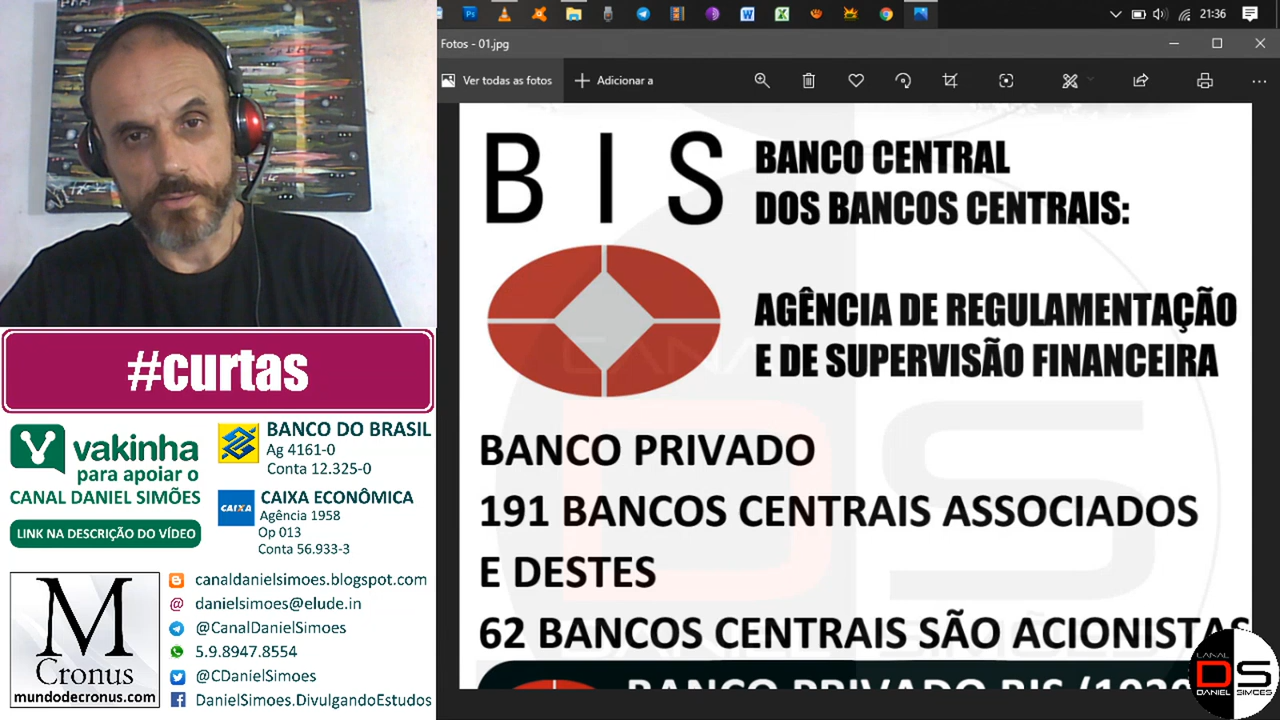 21:36
Fotos - 01.jpg
Ver todas as fotos
Adicionar a
BIS
BANCO CENTRAL
DOS BANCOS CENTRAIS:
AGÊNCIA DE REGULAMENTAÇÃO
E DE SUPERVISÃO FINANCEIRA
BANCO PRIVADO
191 BANCOS CENTRAIS ASSOCIADOS
E DESTES
62 BANCOS CENTRAIS SÃO ACIONISTAS
#curtas
vakinha
para apoiar o
CANAL DANIEL SIMÕES
LINK NA DESCRIÇÃO DO VÍDEO
BANCO DO BRASIL
Ag 4161-0
Conta 12.325-0
CAIXA
CAIXA ECONÔMICA
Agência 1958
Op 013
Conta 56.933-3
M
Cronus
mundodecronus.com
canaldanielsimoes.blogspot.com
@ danielsimoes@elude.in
@CanalDanielSimoes
5.9.8947.8554
@CDanielSimoes
DanielSimoes.DivulgandoEstudos
CANAL
DS
DANIEL SIMÕES